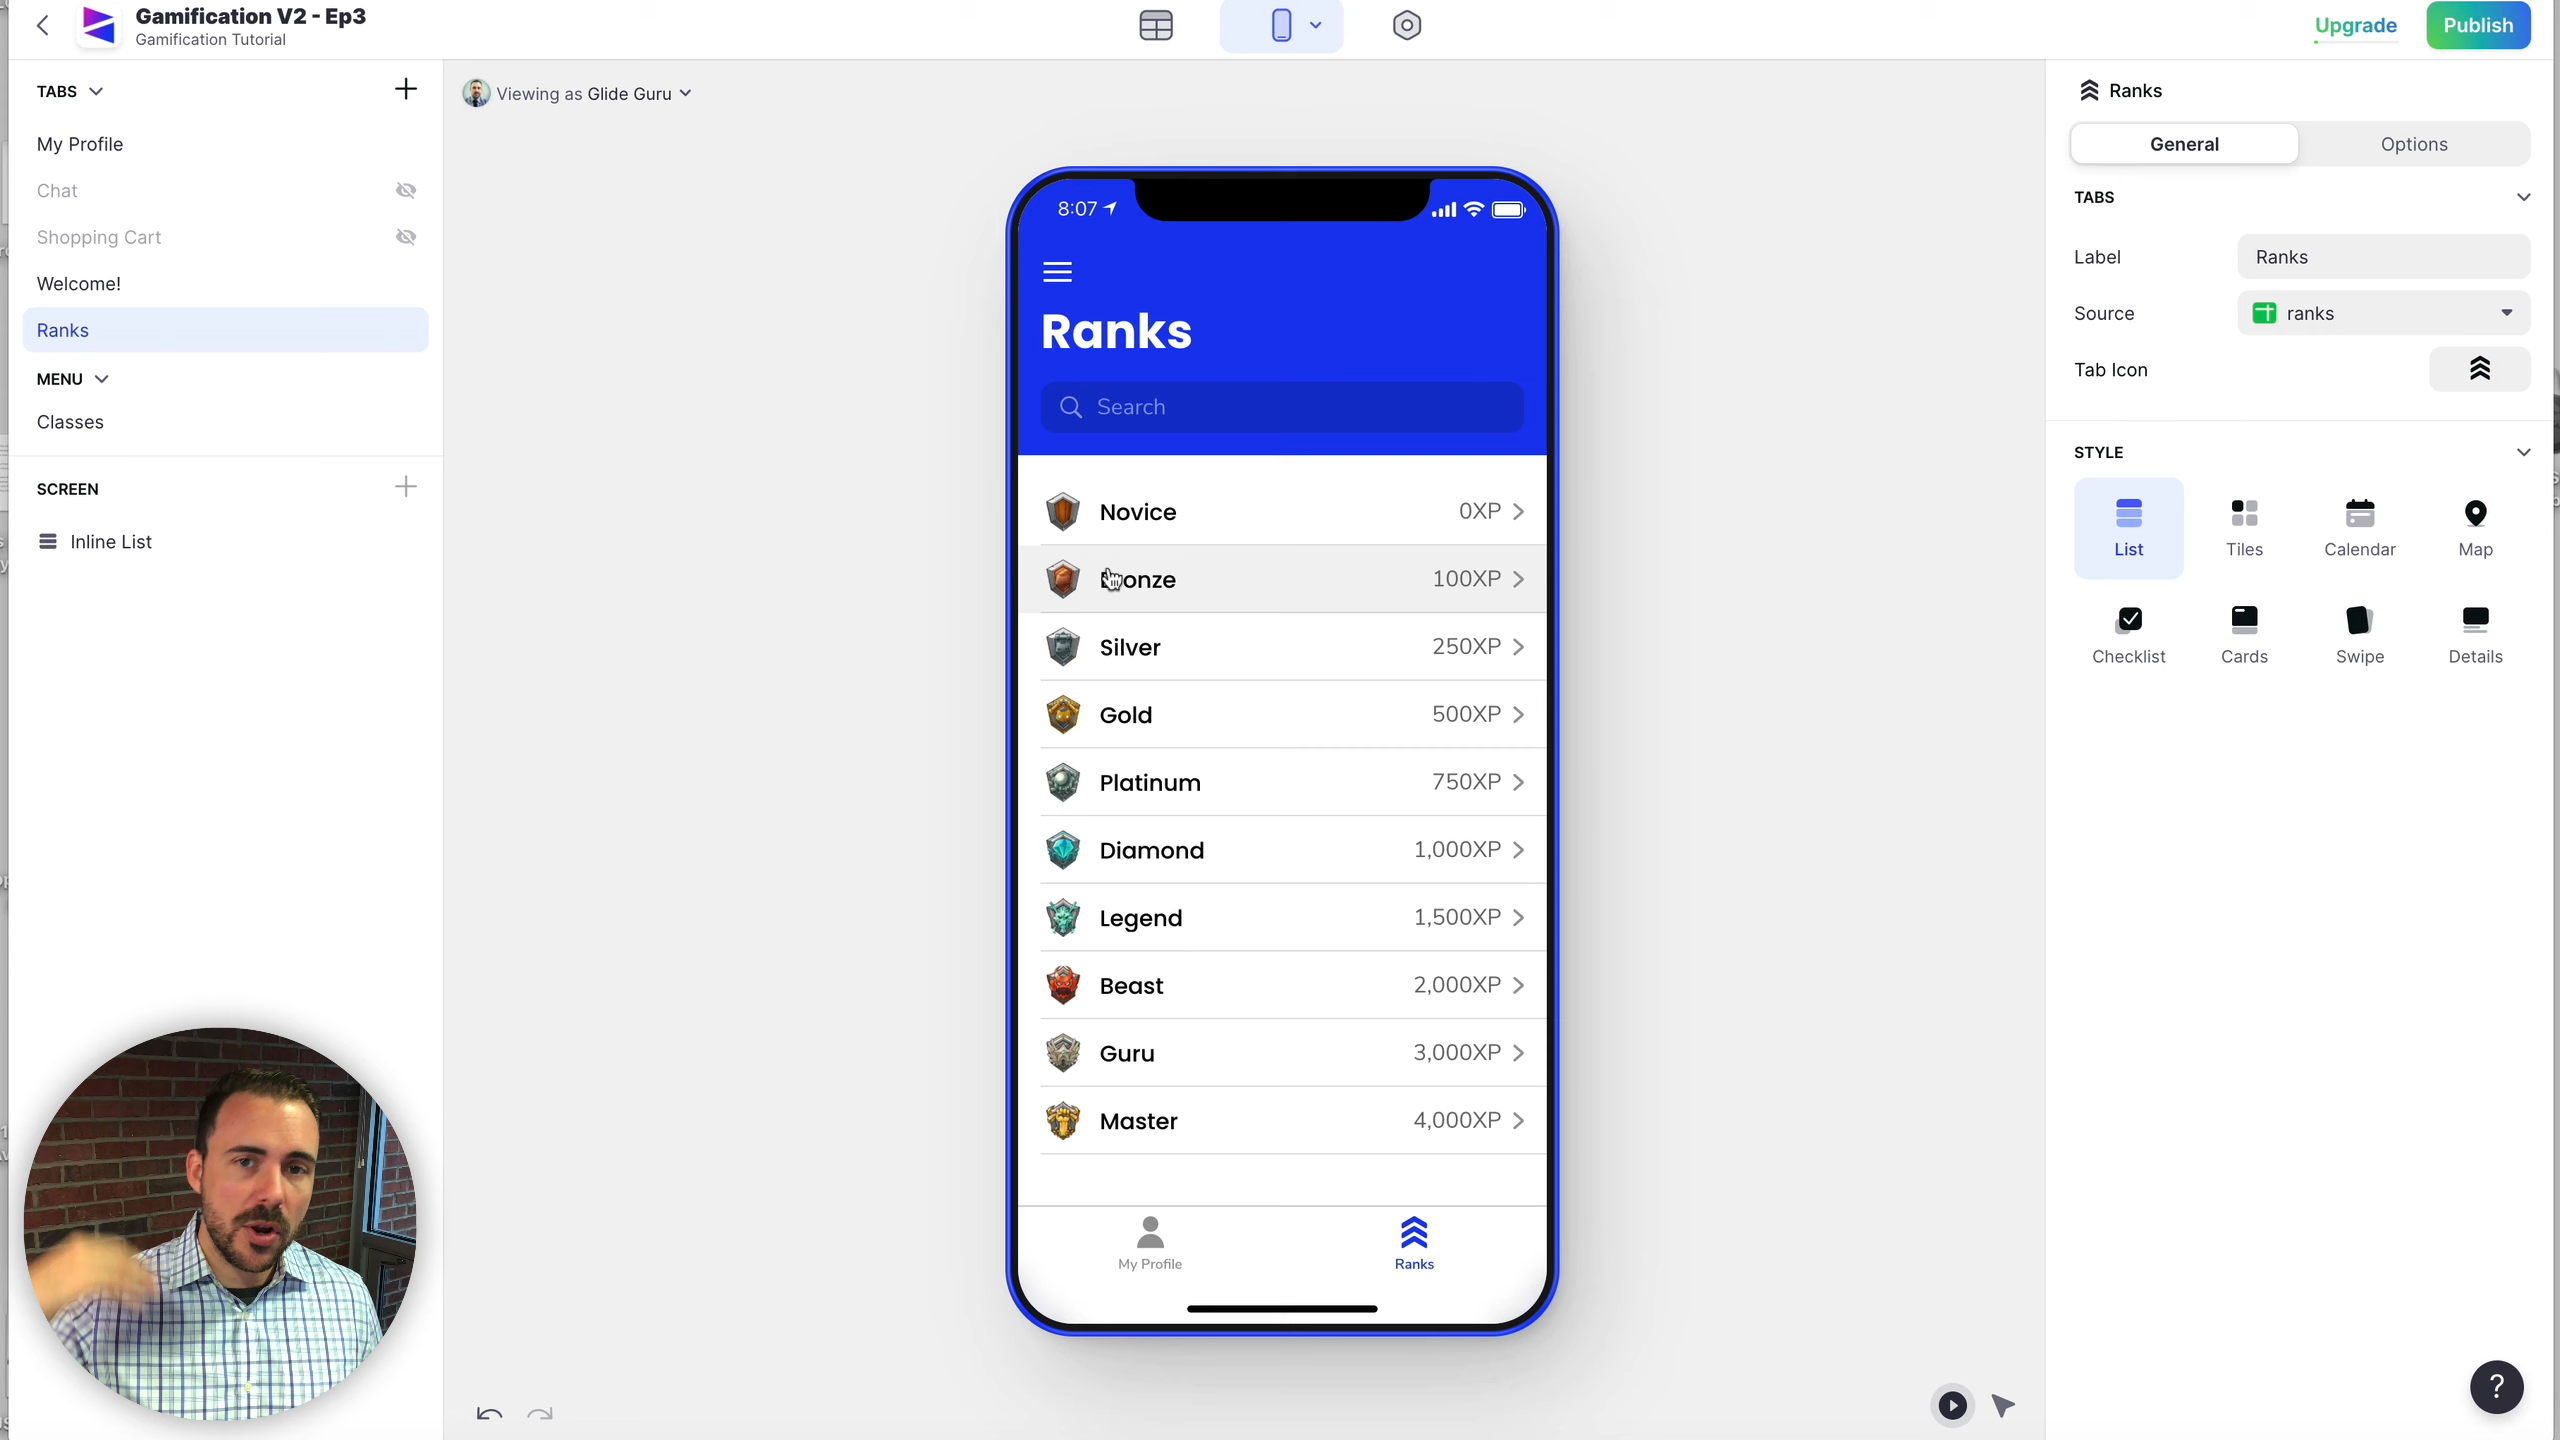 Gamification V2 - Ep3
Gamification Tutorial
Upgrade
Publish
TABS
My Profile
Chat
Shopping Cart
Welcome!
Ranks
MENU
Classes
SCREEN
Inline List
Viewing as Glide Guru
8:07
Ranks
Search
Novice 0XP
Bronze 100XP
Silver 250XP
Gold 500XP
Platinum 750XP
Diamond 1,000XP
Legend 1,500XP
Beast 2,000XP
Guru 3,000XP
Master 4,000XP
My Profile
Ranks
Ranks
General
Options
TABS
Label Ranks
Source ranks
Tab Icon
STYLE
List
Tiles
Calendar
Map
Checklist
Cards
Swipe
Details
?